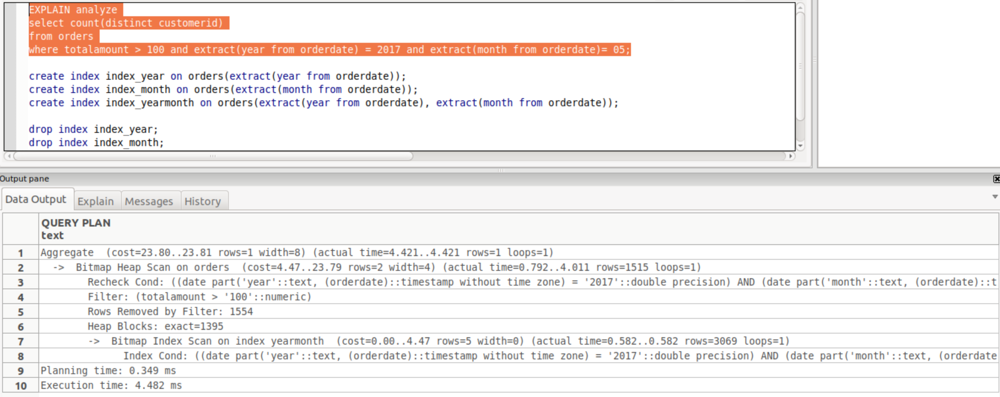 EXPLAIN analyze
select count(distinct customerid)
from orders
where totalamount > 100 and extract(year from orderdate) = 2017 and extract(month from orderdate)= 05;
create index index_year on orders(extract(year from orderdate));
create index index_month on orders(extract(month from orderdate));
create index index_yearmonth on orders(extract(year from orderdate), extract(month from orderdate));
drop index index_year;
drop index index_month;
Output pane
Data Output Explain Messages History
QUERY PLAN
text
1 Aggregate  (cost=23.80..23.81 rows=1 width=8) (actual time=4.421..4.421 rows=1 loops=1)
2 ->  Bitmap Heap Scan on orders  (cost=4.47..23.79 rows=2 width=4) (actual time=0.792..4.011 rows=1515 loops=1)
3 Recheck Cond: ((date part('year'::text, (orderdate)::timestamp without time zone) = '2017'::double precision) AND (date part('month'::text, (orderdate)::t
4 Filter: (totalamount > '100'::numeric)
5 Rows Removed by Filter: 1554
6 Heap Blocks: exact=1395
7 ->  Bitmap Index Scan on index yearmonth  (cost=0.00..4.47 rows=5 width=0) (actual time=0.582..0.582 rows=3069 loops=1)
8 Index Cond: ((date part('year'::text, (orderdate)::timestamp without time zone) = '2017'::double precision) AND (date part('month'::text, (orderdate
9 Planning time: 0.349 ms
10 Execution time: 4.482 ms